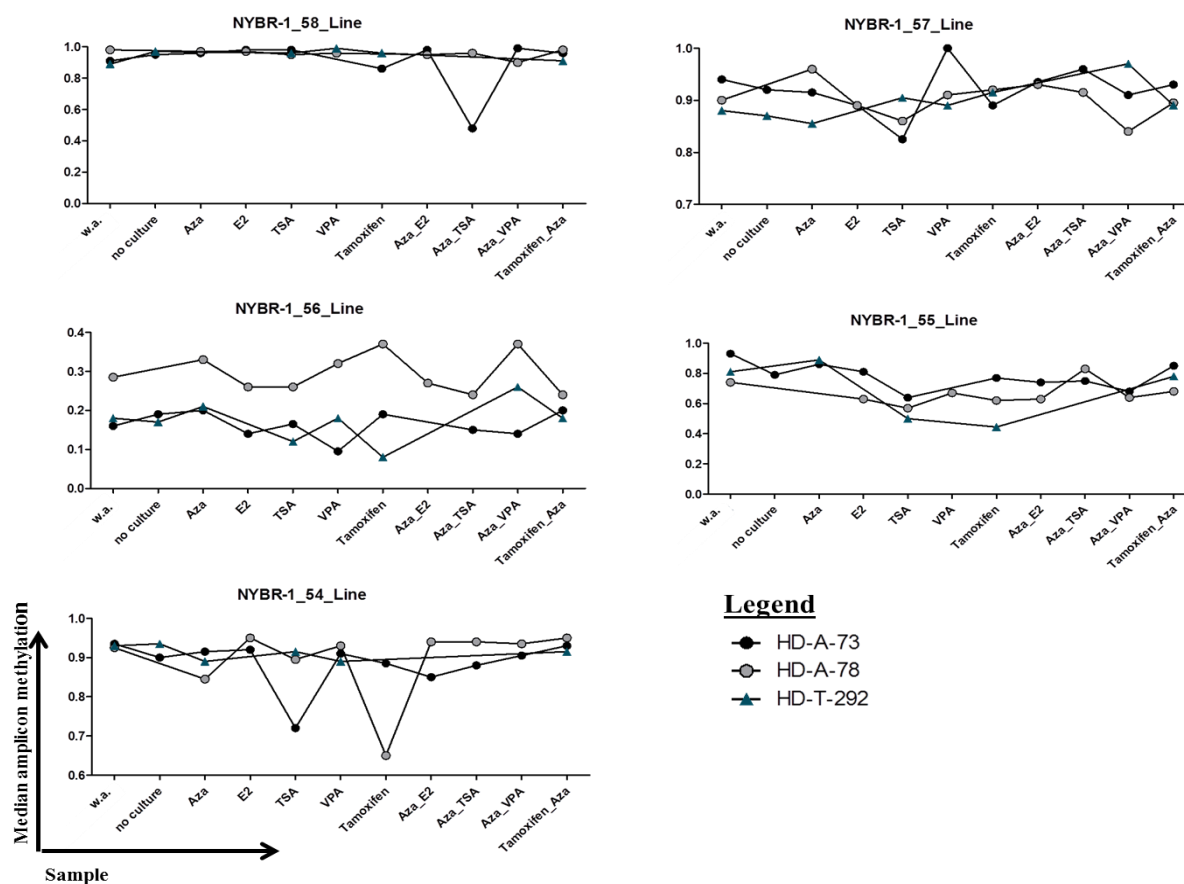 NYBR-1_58_Line
1.0
0.8
0.6
0.4
0.2
0.0
w.a.
no culture
Aza
E2
TSA
VPA
Tamoxifen
Aza_E2
Aza_TSA
Aza_VPA
Tamoxifen_Aza
NYBR-1_57_Line
1.0
0.9
0.8
0.7
w.a.
no culture
Aza
E2
TSA
VPA
Tamoxifen
Aza_E2
Aza_TSA
Aza_VPA
Tamoxifen_Aza
NYBR-1_56_Line
0.4
0.3
0.2
0.1
0.0
w.a.
no culture
Aza
E2
TSA
VPA
Tamoxifen
Aza_E2
Aza_TSA
Aza_VPA
Tamoxifen_Aza
NYBR-1_55_Line
1.0
0.8
0.6
0.4
0.2
0.0
w.a.
no culture
Aza
E2
TSA
VPA
Tamoxifen
Aza_E2
Aza_TSA
Aza_VPA
Tamoxifen_Aza
NYBR-1_54_Line
1.0
0.9
0.8
0.7
0.6
w.a.
no culture
Aza
E2
TSA
VPA
Tamoxifen
Aza_E2
Aza_TSA
Aza_VPA
Tamoxifen_Aza
Median amplicon methylation
Sample
Legend
HD-A-73
HD-A-78
HD-T-292